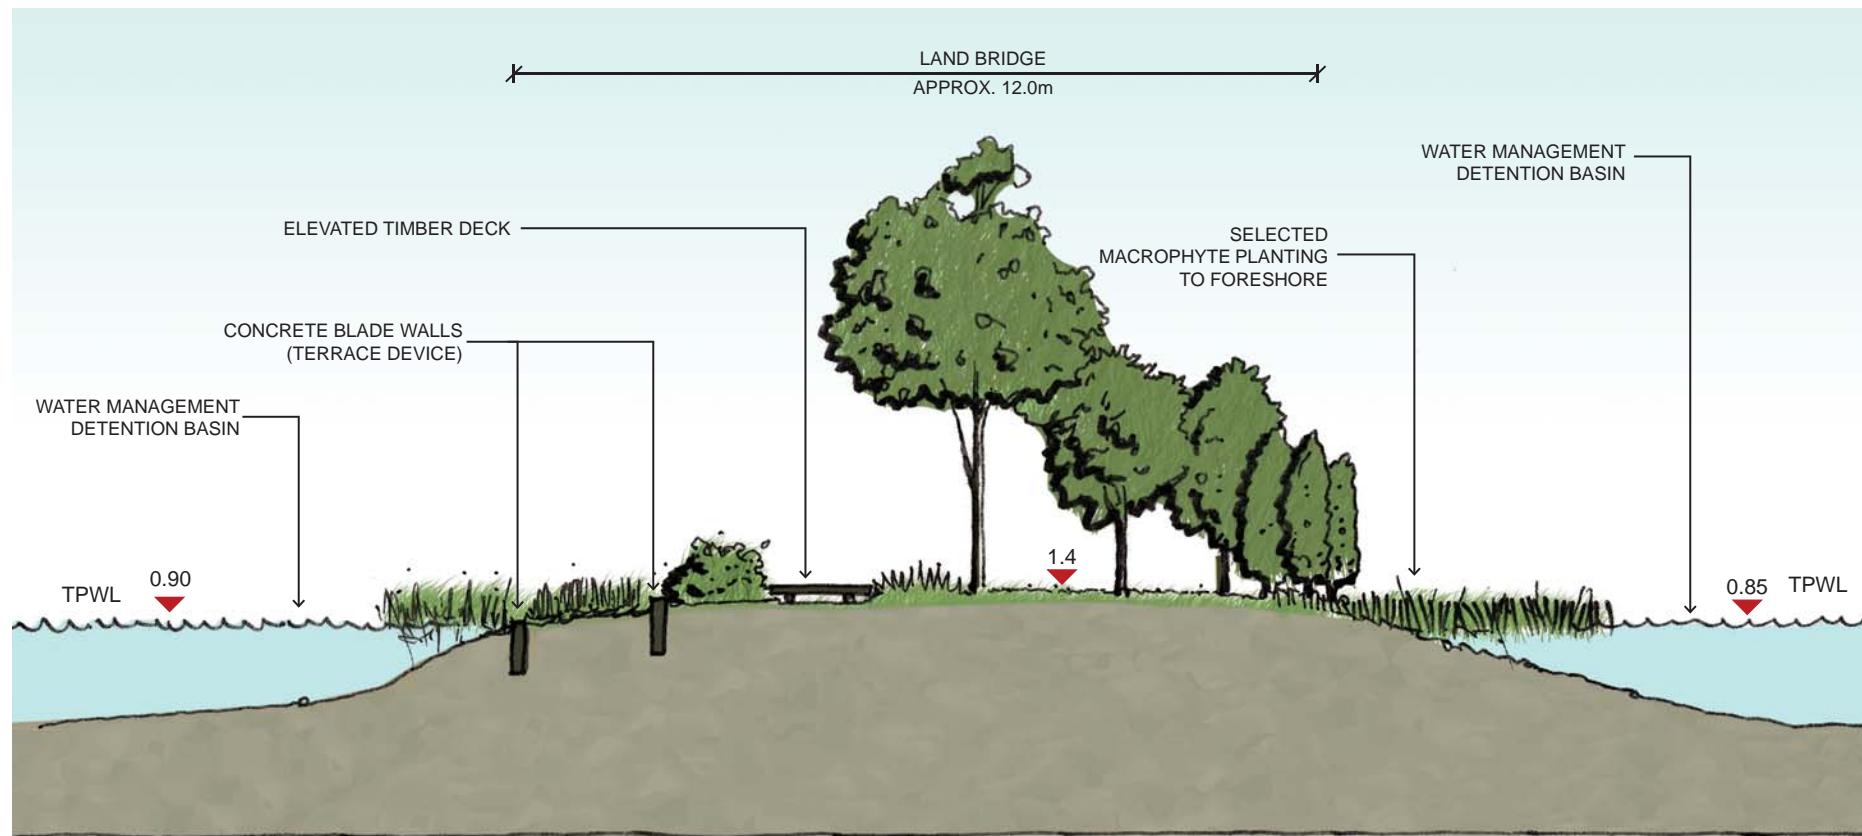 LAND BRIDGE
APPROX. 12.0m
WATER MANAGEMENT
DETENTION BASIN
ELEVATED TIMBER DECK
SELECTED
MACROPHYTE PLANTING
TO FORESHORE
CONCRETE BLADE WALLS
(TERRACE DEVICE)
WATER MANAGEMENT
DETENTION BASIN
TPWL 0.90
1.4
0.85 TPWL